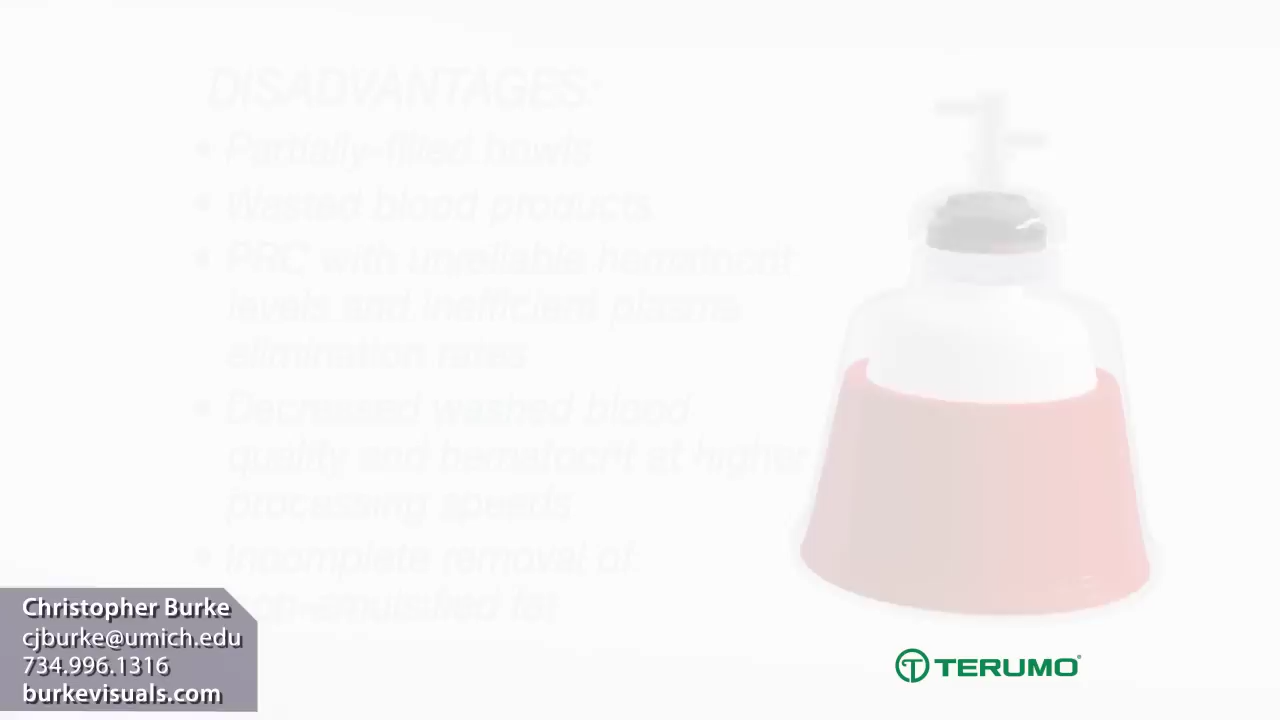 DISADVANTAGES:
• Partially-filled bowls
• Wasted blood products
• PRC with unreliable hematocrit
levels and inefficient plasma
elimination rates
• Decreased washed blood
quality and hematocrit at higher
processing speeds
• Incomplete removal of
non-emulsified fat
Christopher Burke
cjburke@umich.edu
734.996.1316
burkevisuals.com
TERUMO